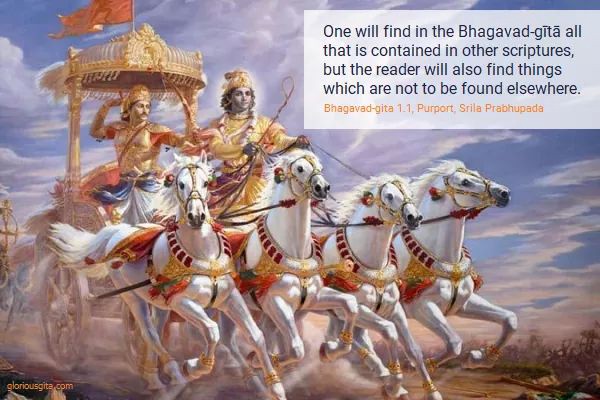 One will find in the Bhagavad-gītā all
that is contained in other scriptures,
but the reader will also find things
which are not to be found elsewhere.
Bhagavad-gita 1.1, Purport, Srila Prabhupada
gloriousgita.com